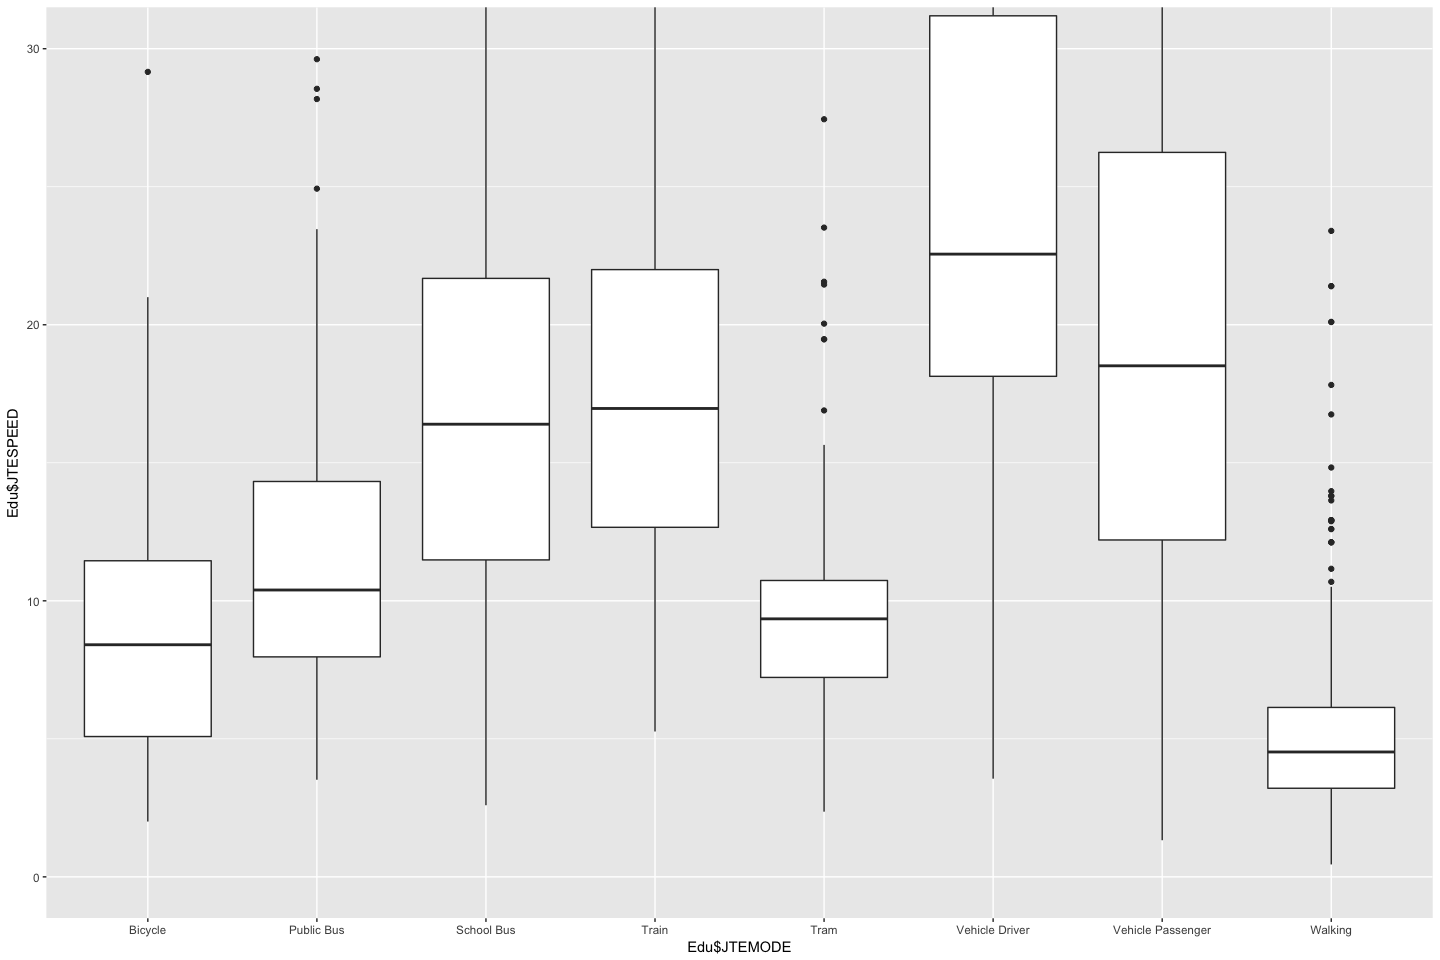 30
20
10
0
Edu$JTESPEED
Bicycle
Public Bus
School Bus
Train
Tram
Vehicle Driver
Vehicle Passenger
Walking
Edu$JTEMODE